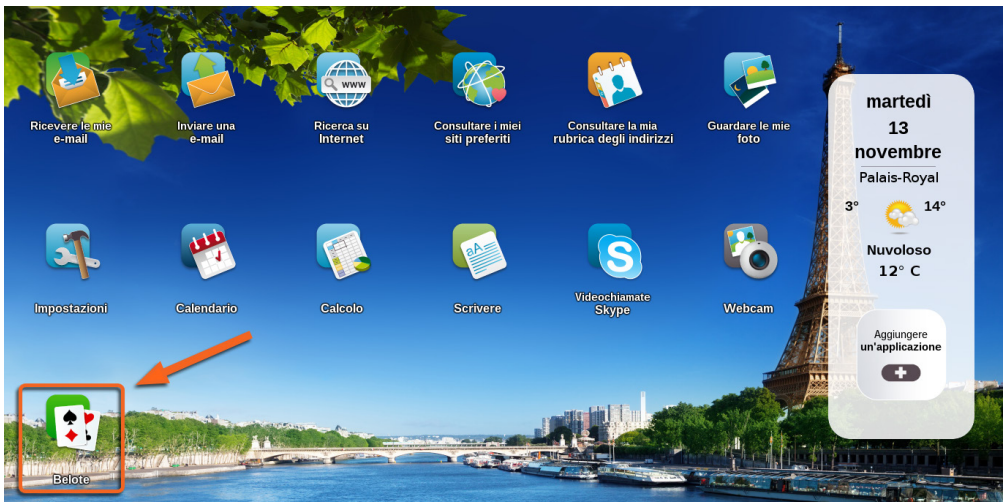 Ricevere le mie
e-mail
Inviare una
e-mail
www
Ricerca su
Internet
Consultare i miei
siti preferiti
Consultare la mia
rubrica degli indirizzi
Guardare le mie
foto
Impostazioni
Calendario
Calcolo
aA
Scrivere
S
Videochiamate
Skype
Webcam
Belote
martedì
13
novembre
Palais-Royal
3°
14°
Nuvoloso
12° C
Aggiungere
un'applicazione